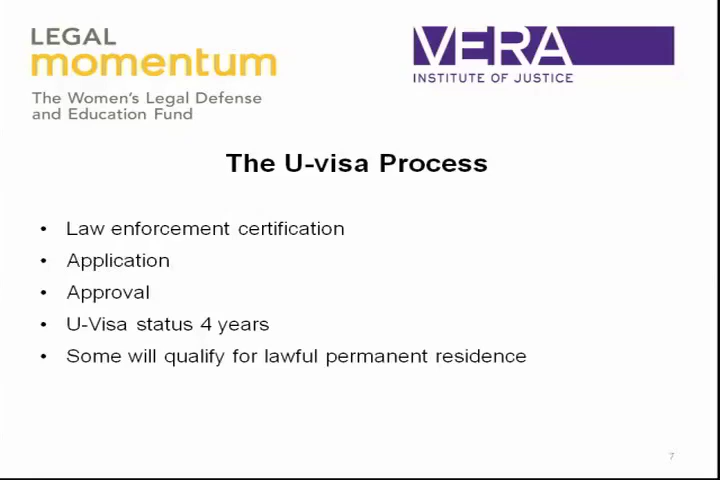 LEGAL
momentum
The Women's Legal Defense
and Education Fund
VERA
INSTITUTE OF JUSTICE
The U-visa Process
• Law enforcement certification
• Application
• Approval
• U-Visa status 4 years
• Some will qualify for lawful permanent residence
7